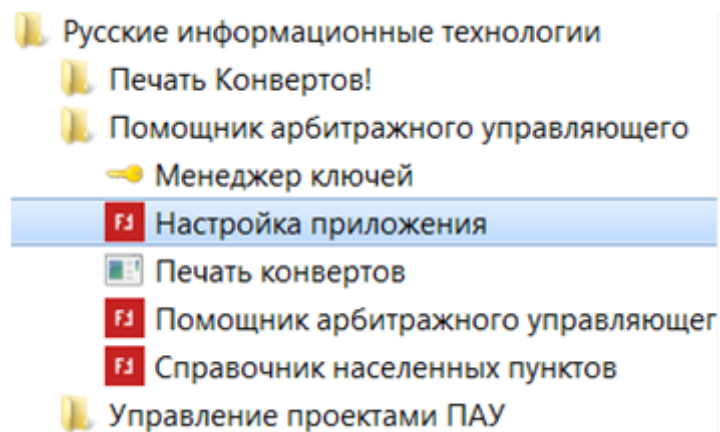 Русские информационные технологии
Печать Конвертов!
Помощник арбитражного управляющего
Менеджер ключей
Настройка приложения
Печать конвертов
Помощник арбитражного управляющег
Справочник населенных пунктов
Управление проектами ПАУ